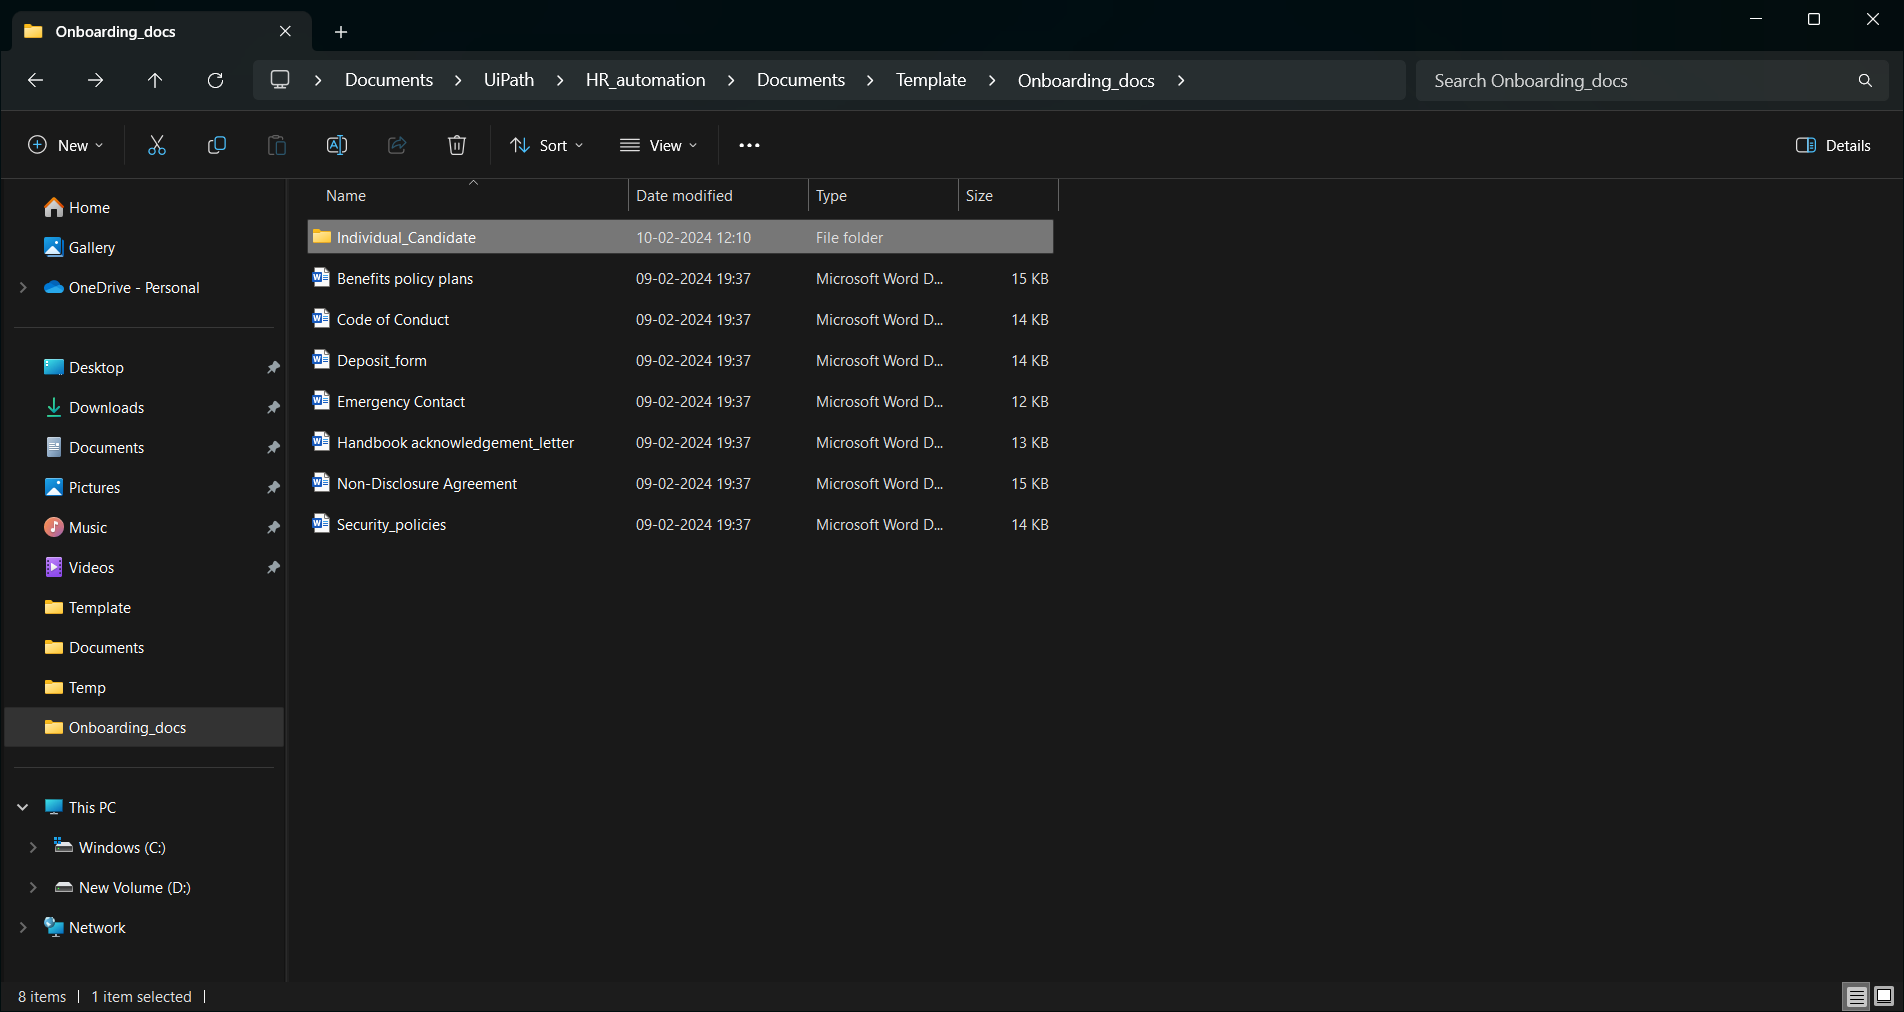 Onboarding_docs
Documents > UiPath > HR_automation > Documents > Template > Onboarding_docs >
Search Onboarding_docs
New
Sort
View
Details
Name Date modified Type Size
Individual_Candidate 10-02-2024 12:10 File folder
Benefits policy plans 09-02-2024 19:37 Microsoft Word D... 15 KB
Code of Conduct 09-02-2024 19:37 Microsoft Word D... 14 KB
Deposit_form 09-02-2024 19:37 Microsoft Word D... 14 KB
Emergency Contact 09-02-2024 19:37 Microsoft Word D... 12 KB
Handbook acknowledgement_letter 09-02-2024 19:37 Microsoft Word D... 13 KB
Non-Disclosure Agreement 09-02-2024 19:37 Microsoft Word D... 15 KB
Security_policies 09-02-2024 19:37 Microsoft Word D... 14 KB
Home
Gallery
OneDrive - Personal
Desktop
Downloads
Documents
Pictures
Music
Videos
Template
Documents
Temp
Onboarding_docs
This PC
Windows (C:)
New Volume (D:)
Network
8 items | 1 item selected |